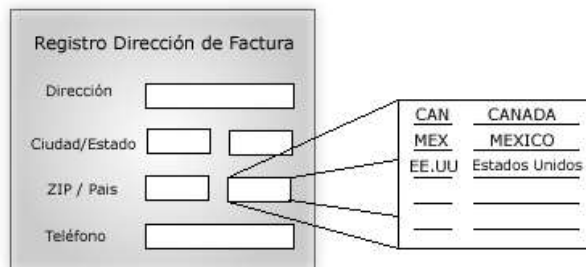 Registro Dirección de Factura
Dirección
Ciudad/Estado
ZIP / Pais
Teléfono
CAN CANADA
MEX MEXICO
EE.UU Estados Unidos